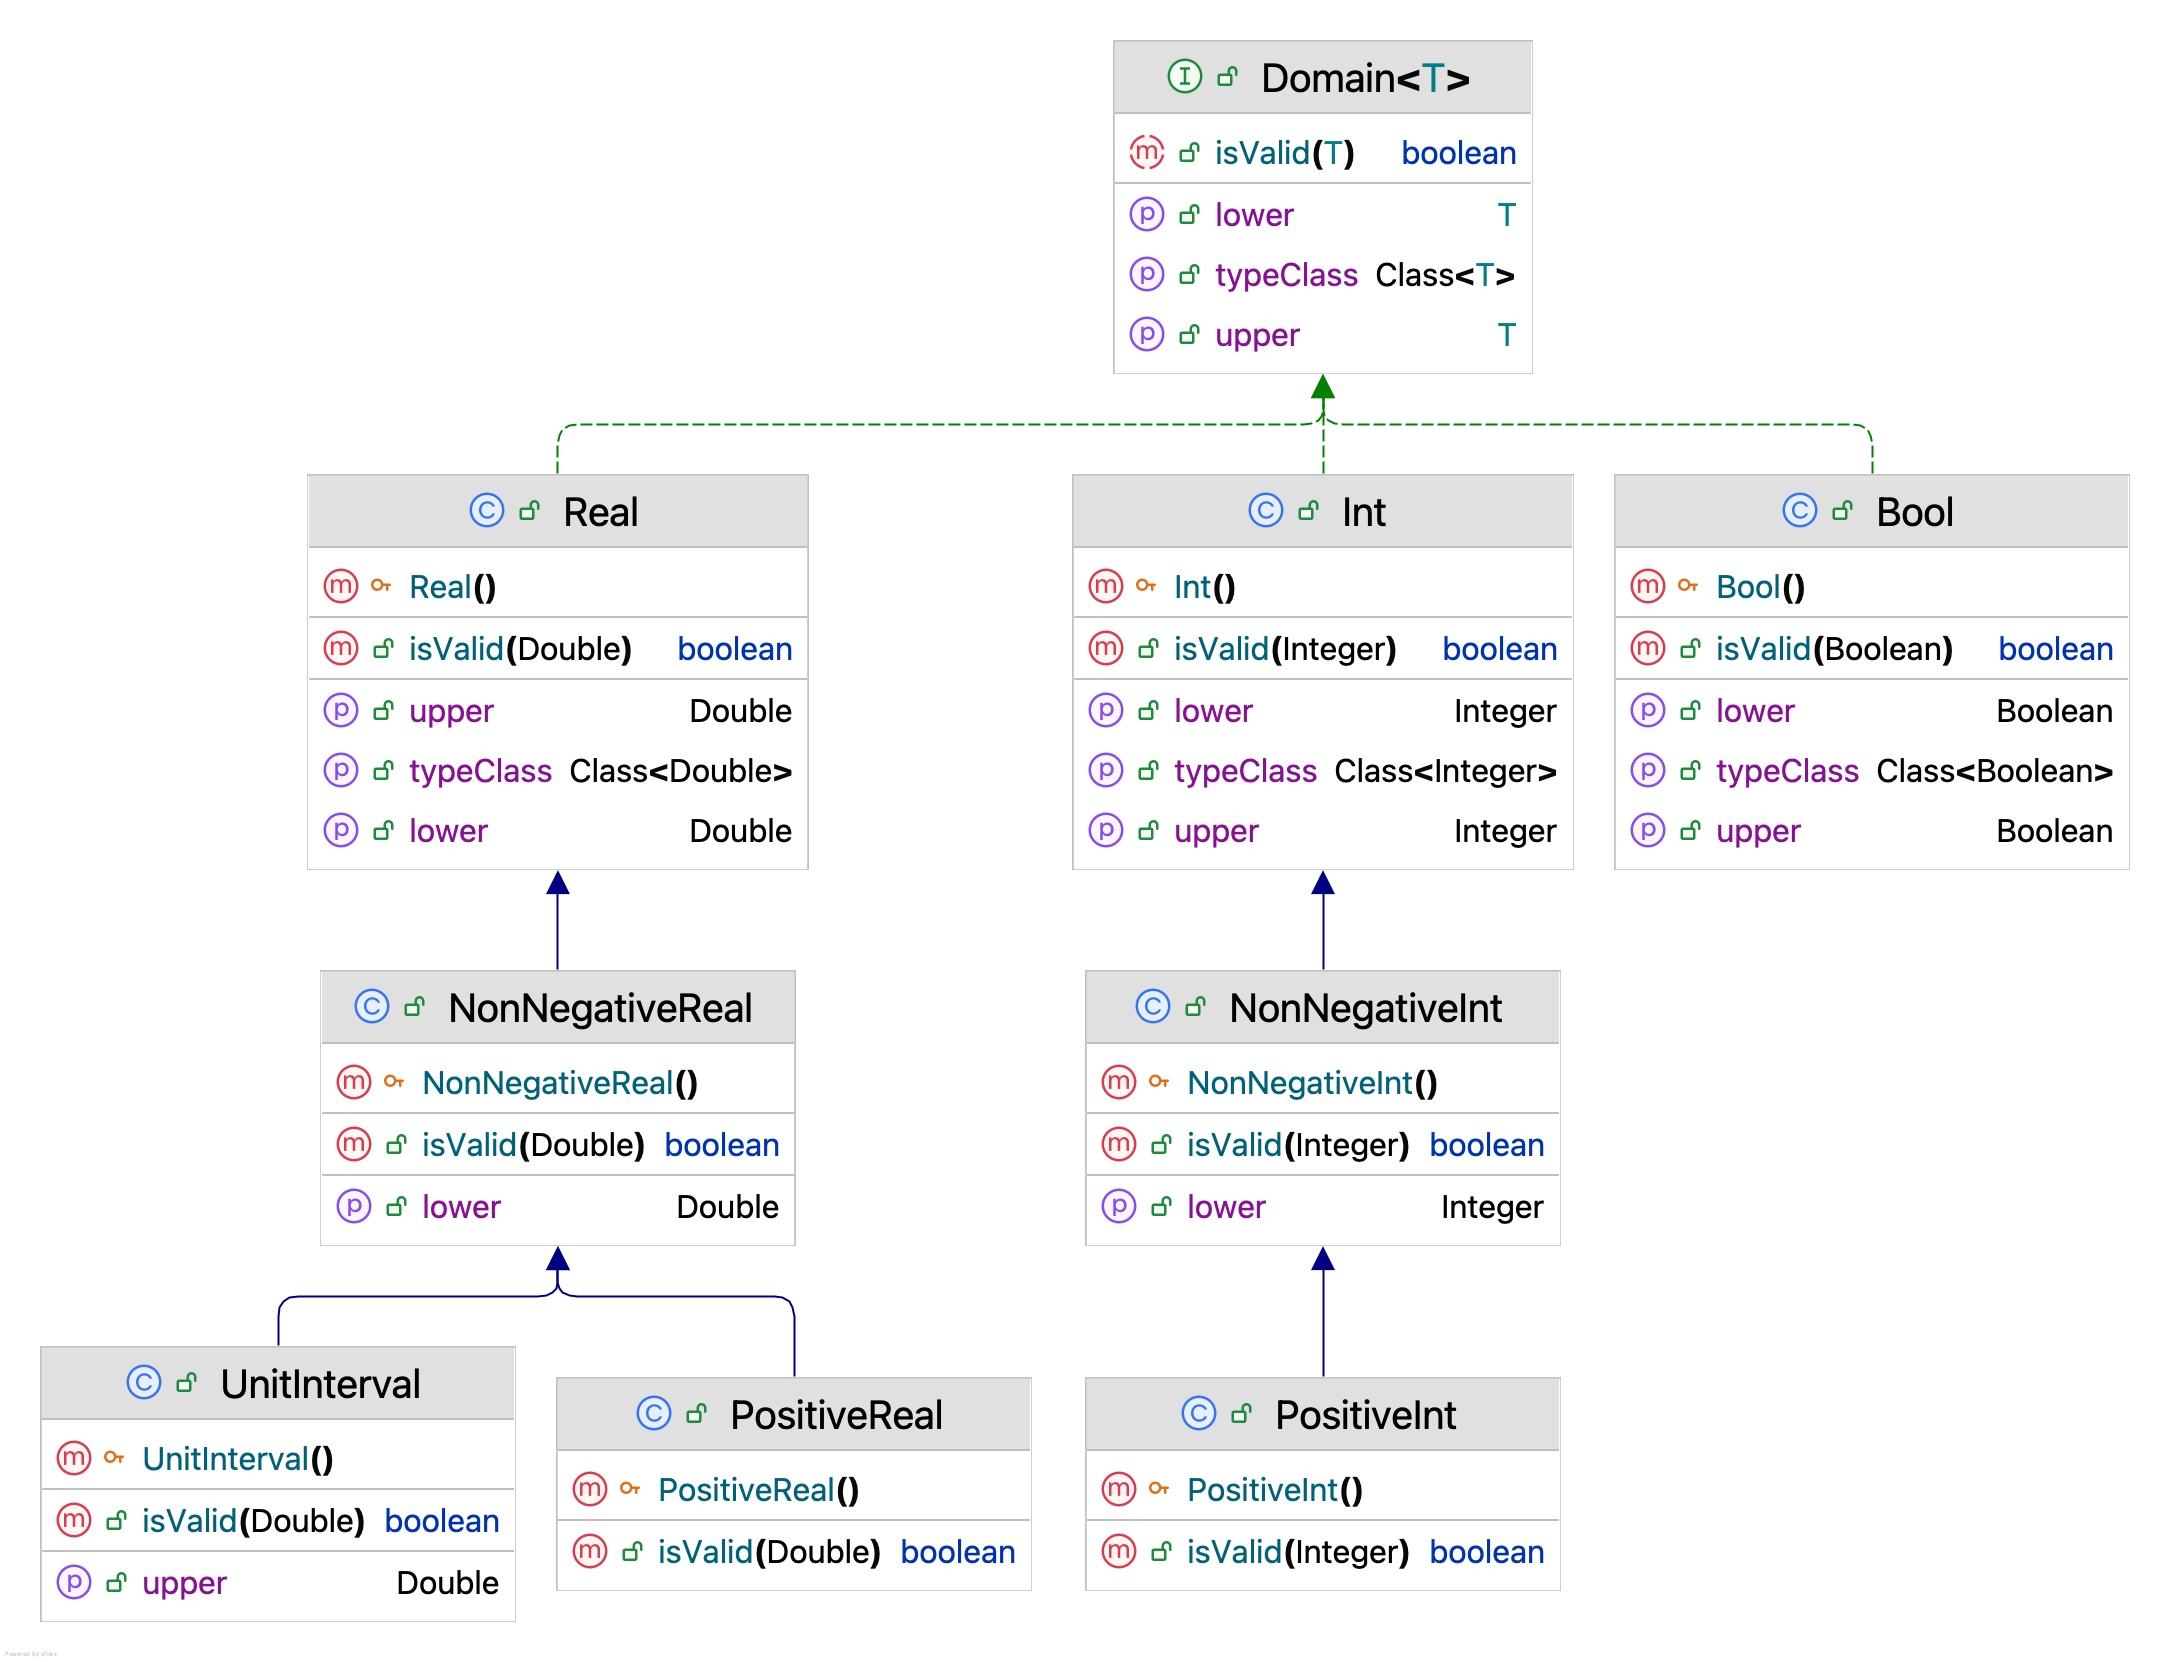 Domain<T>
isValid(T) boolean
lower T
typeClass Class<T>
upper T
Real
Real()
isValid(Double) boolean
upper Double
typeClass Class<Double>
lower Double
Int
Int()
isValid(Integer) boolean
lower Integer
typeClass Class<Integer>
upper Integer
Bool
Bool()
isValid(Boolean) boolean
lower Boolean
typeClass Class<Boolean>
upper Boolean
NonNegativeReal
NonNegativeReal()
isValid(Double) boolean
lower Double
NonNegativeInt
NonNegativeInt()
isValid(Integer) boolean
lower Integer
UnitInterval
UnitInterval()
isValid(Double) boolean
upper Double
PositiveReal
PositiveReal()
isValid(Double) boolean
PositiveInt
PositiveInt()
isValid(Integer) boolean
Powered by yFiles